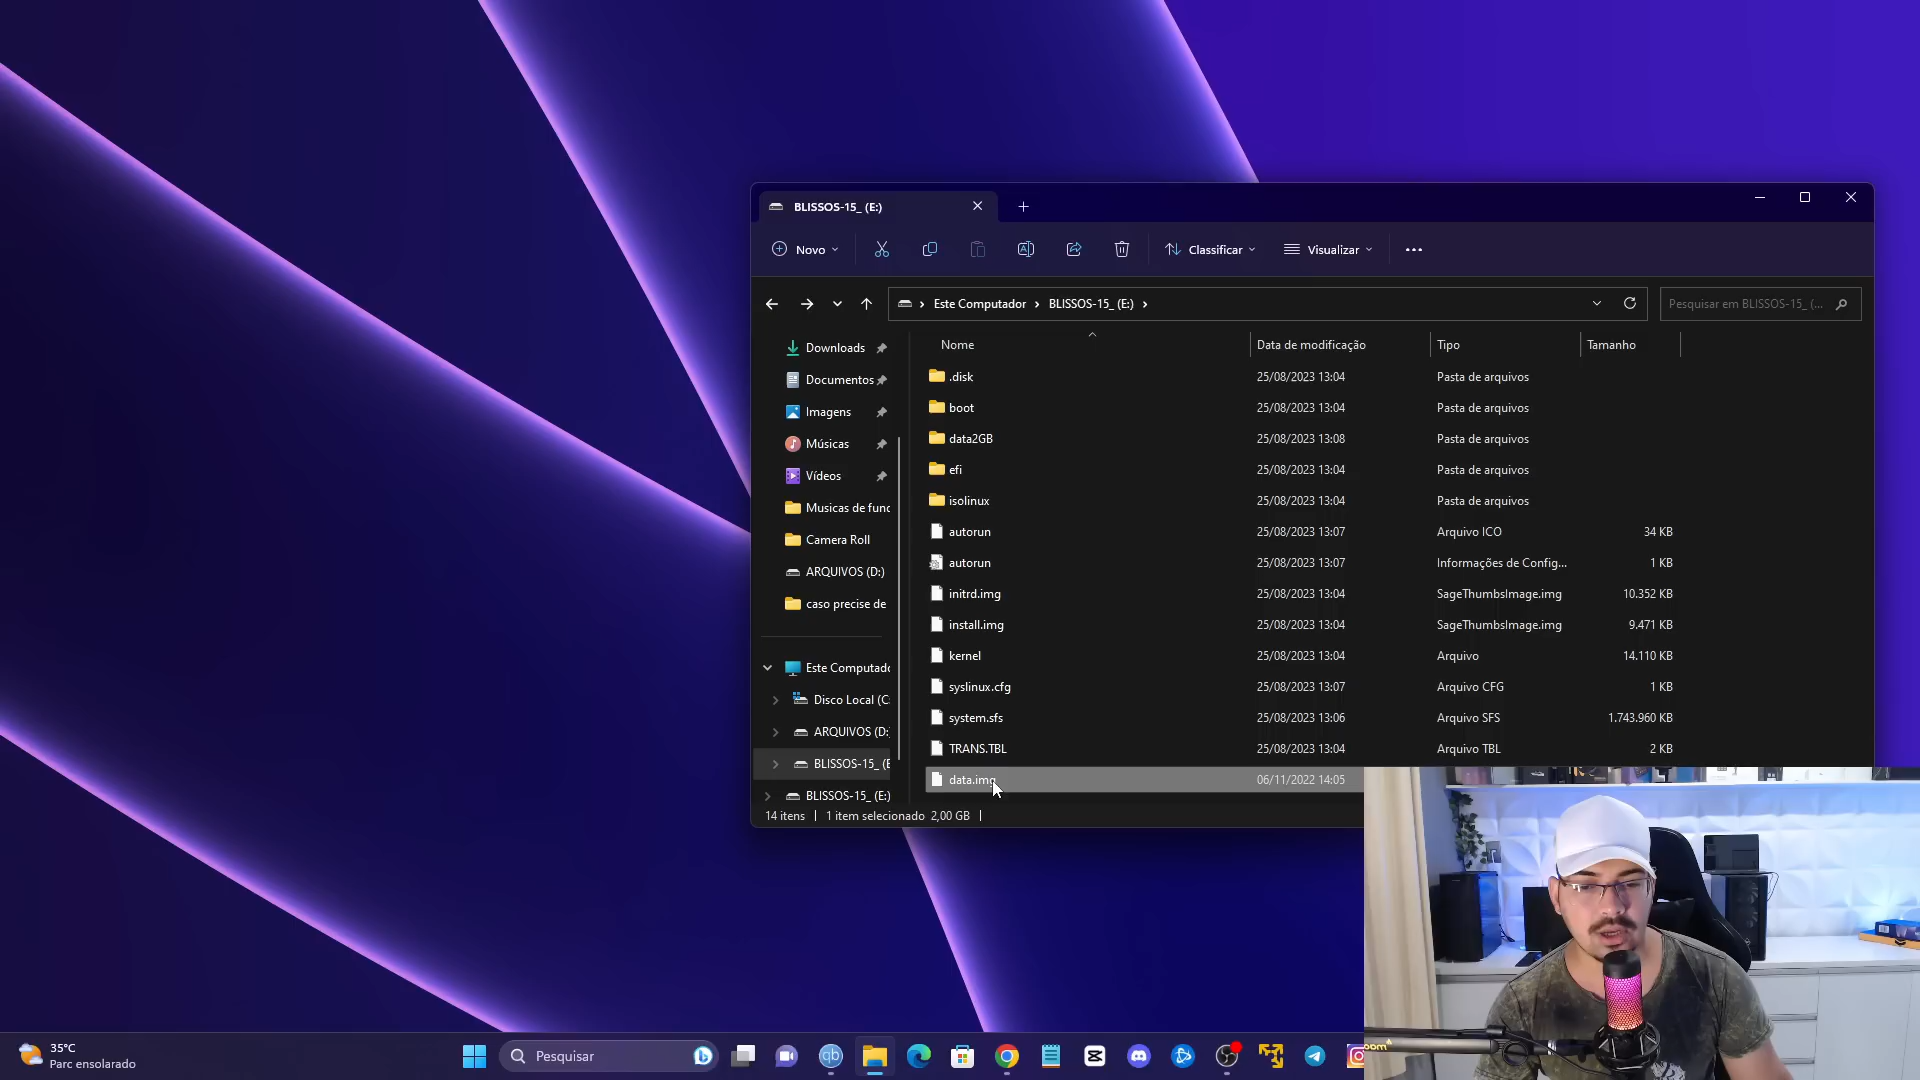 BLISSOS-15_ (E:)
Novo
Classificar
Visualizar
Este Computador
BLISSOS-15_ (E:)
Pesquisar em BLISSOS-15_ (...
Nome
Data de modificação
Tipo
Tamanho
Downloads
Documentos
Imagens
Músicas
Vídeos
Musicas de func
Camera Roll
ARQUIVOS (D:)
caso precise de
Este Computado
Disco Local (C:
ARQUIVOS (D:
BLISSOS-15_ (E
BLISSOS-15_ (E:)
.disk 25/08/2023 13:04 Pasta de arquivos
boot 25/08/2023 13:04 Pasta de arquivos
data2GB 25/08/2023 13:08 Pasta de arquivos
efi 25/08/2023 13:04 Pasta de arquivos
isolinux 25/08/2023 13:04 Pasta de arquivos
autorun 25/08/2023 13:07 Arquivo ICO 34 KB
autorun 25/08/2023 13:07 Informações de Config... 1 KB
initrd.img 25/08/2023 13:04 SageThumbsImage.img 10.352 KB
install.img 25/08/2023 13:04 SageThumbsImage.img 9.471 KB
kernel 25/08/2023 13:04 Arquivo 14.110 KB
syslinux.cfg 25/08/2023 13:07 Arquivo CFG 1 KB
system.sfs 25/08/2023 13:06 Arquivo SFS 1.743.960 KB
TRANS.TBL 25/08/2023 13:04 Arquivo TBL 2 KB
data.img 06/11/2022 14:05
14 itens
1 item selecionado 2,00 GB
35°C
Parc ensolarado
Pesquisar
qb